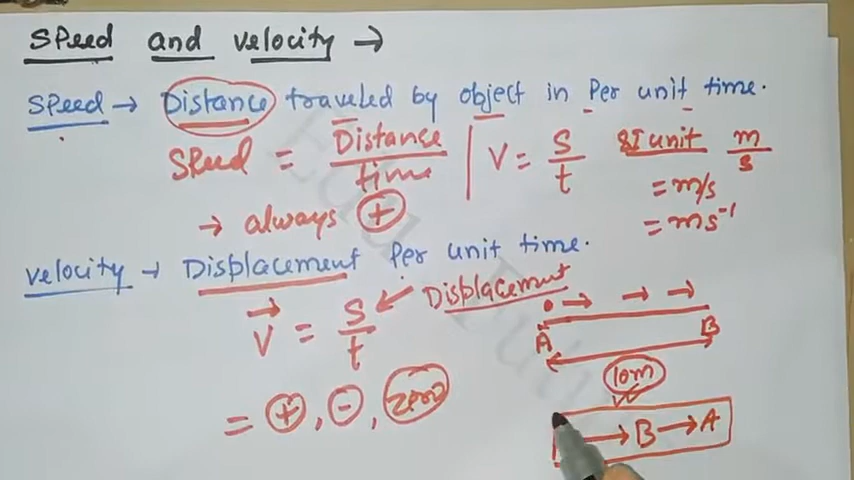 Speed and velocity →
Speed → Distance traveled by object in Per unit time.
Speed = Distance / time | V = S / t SI unit m / s
= m/s
= ms⁻¹
→ always +
velocity → Displacement Per unit time.
V⃗ = S / t ← Displacement
A B
10m
= +, -, zero
→ B → A